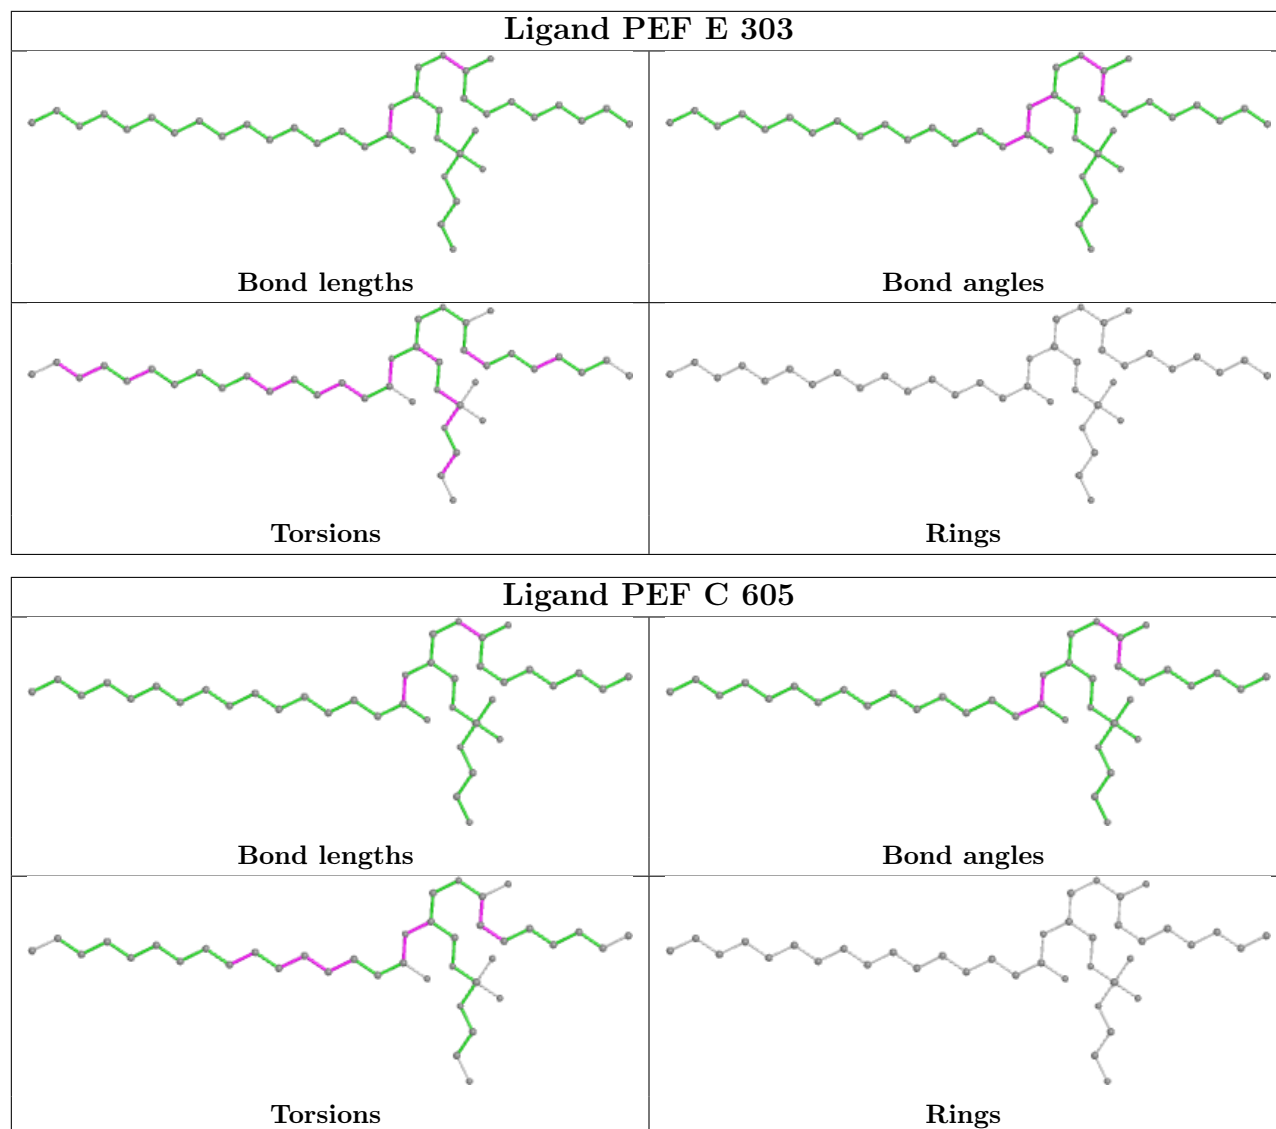 Ligand PEF E 303
Bond lengths
Bond angles
Torsions
Rings
Ligand PEF C 605
Bond lengths
Bond angles
Torsions
Rings